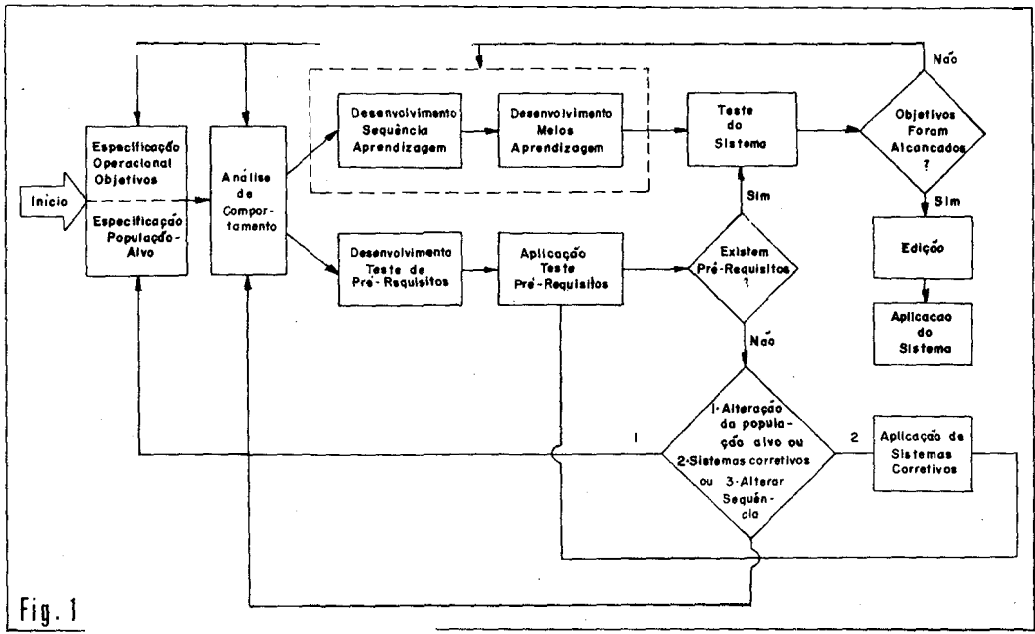 Não
Desenvolvimento
Sequência
Aprendizagem
Desenvolvimento
Meios
Aprendizagem
Teste
do
Sistema
Objetivos
Foram
Alcancados
?
Especificação
Operacional
Objetivos
Início
Especificação
População-
Alvo
Análise
de
Compor-
tamento
Sim
Sim
Desenvolvimento
Teste de
Pré-Requisitos
Aplicação
Teste
Pré-Requisitos
Existem
Pré-Requisitos
?
Edição
Aplicacao
do
Sistema
Não
1-Alteração
da popula-
ção alvo ou
2-Sistemas corretivos
ou 3-Alterar
Sequên-
cia
1
2
Aplicação de
Sistemas
Corretivos
Fig. 1